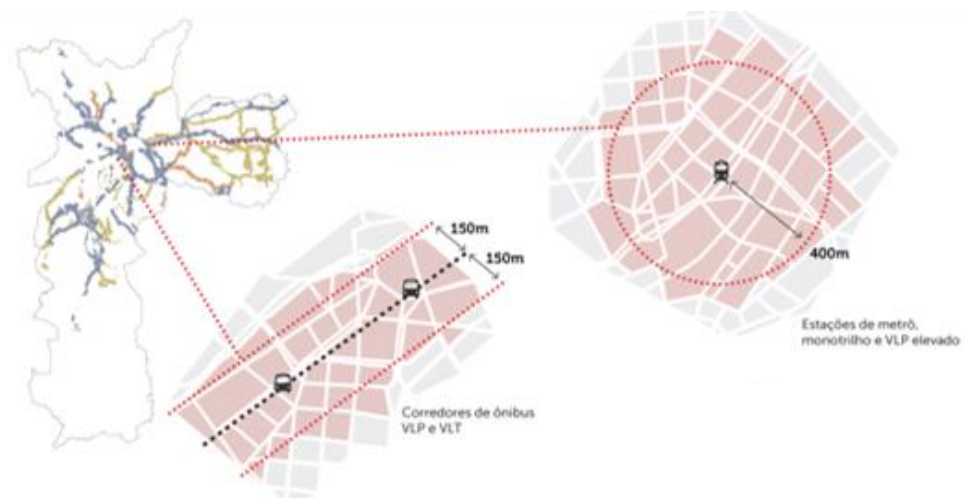 150m
150m
400m
Estações de metrô,
monotrilho e VLP elevado
Corredores de ônibus
VLP e VLT